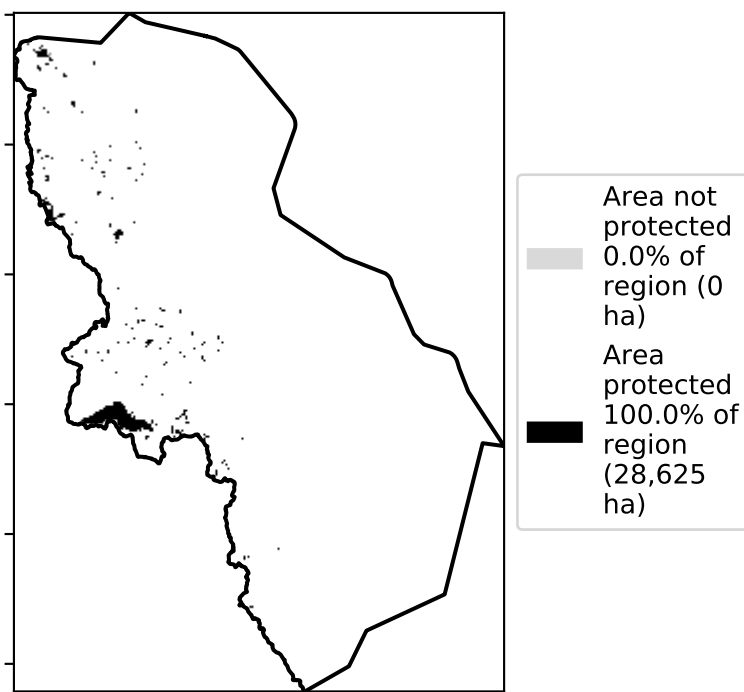 Area not
protected
0.0% of
region (0
ha)
Area
protected
100.0% of
region
(28,625
ha)